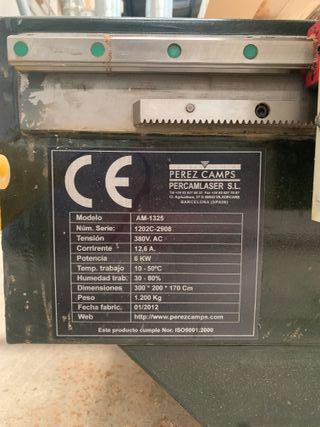 CE
PEREZ CAMPS
PERCAMLASER S.L.
BARCELONA (SPAIN)
Modelo AM-1325
Núm. Serie: 1202C-2908
Tensión 380V. AC
Corrirente 12,6 A.
Potencia 6 KW
Temp. trabajo 10 - 50ºC
Humedad trab. 30 - 80%
Dimensiones 300 * 200 * 170 Cm
Peso 1.200 Kg
Fecha fabric. 01/2012
Web http://www.perezcamps.com
Este producto cumple Nor. ISO9001:2000